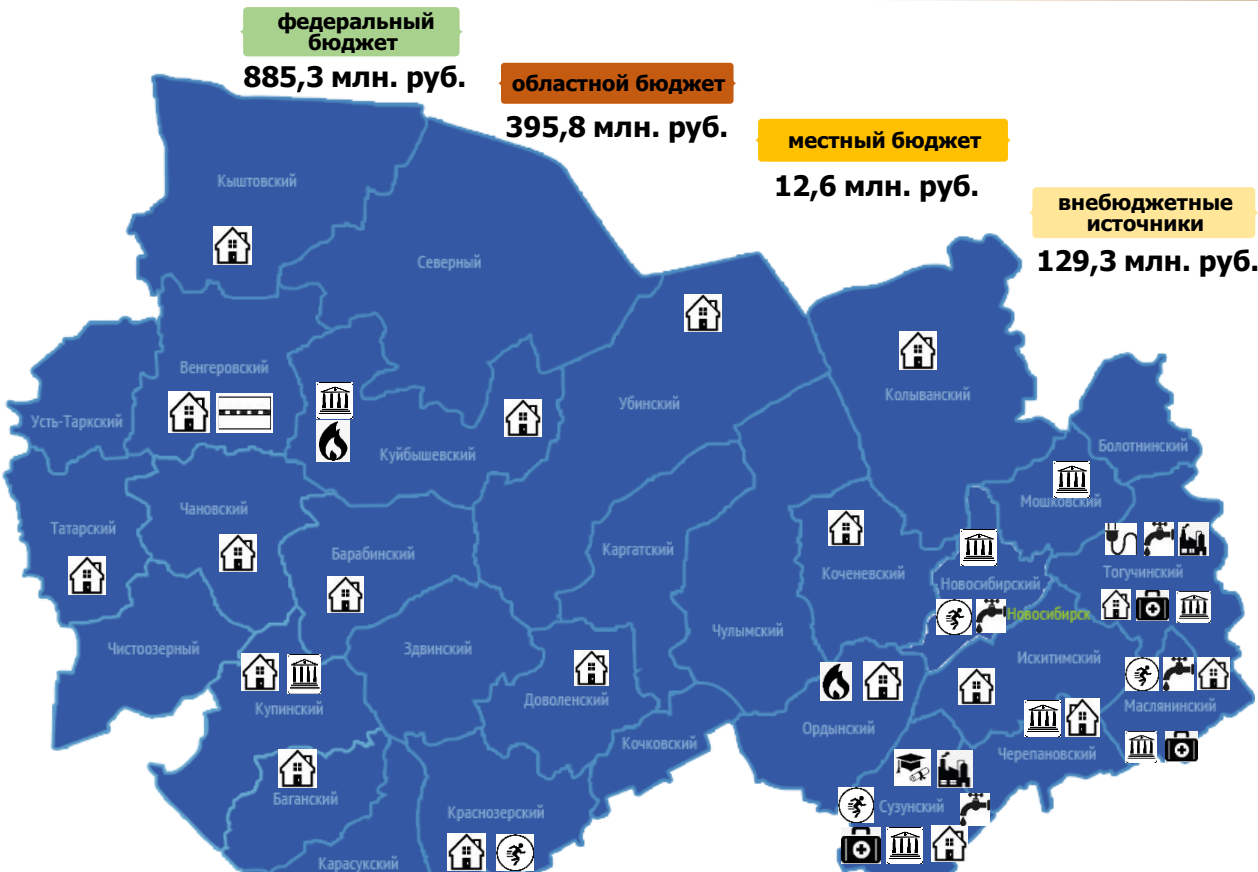 федеральный
бюджет
885,3 млн. руб.
областной бюджет
395,8 млн. руб.
местный бюджет
12,6 млн. руб.
внебюджетные
источники
129,3 млн. руб.
Кыштовский
Северный
Венгеровский
Усть-Таркский
Куйбышевский
Убинский
Колыванский
Болотнинский
Мошковский
Татарский
Чановский
Барабинский
Каргатский
Коченевский
Новосибирский
Тогучинский
Новосибирск
Чулымский
Чистоозерный
Здвинский
Искитимский
Купинский
Доволенский
Маслянинский
Ордынский
Кочковский
Черепановский
Баганский
Краснозерский
Сузунский
Карасукский